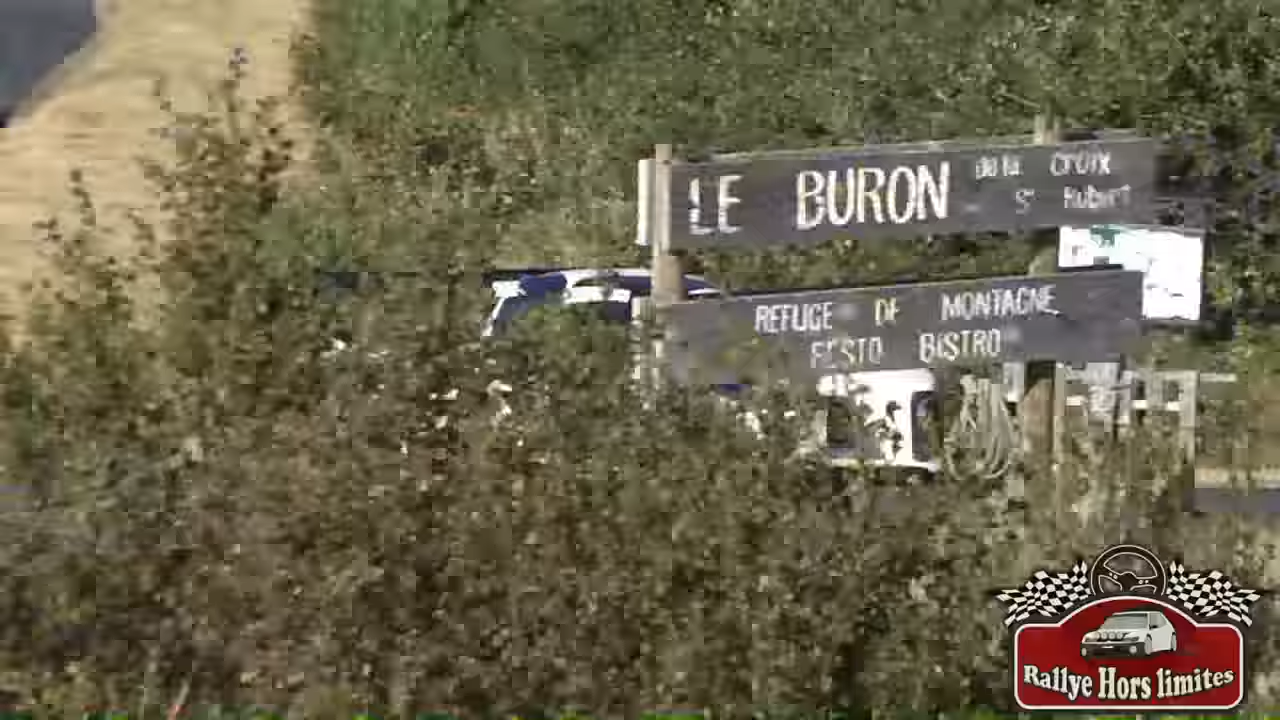 LE BURON de la Croix
St Hubert
REFUGE DE MONTAGNE
RESTO BISTRO
Rallye Hors limites